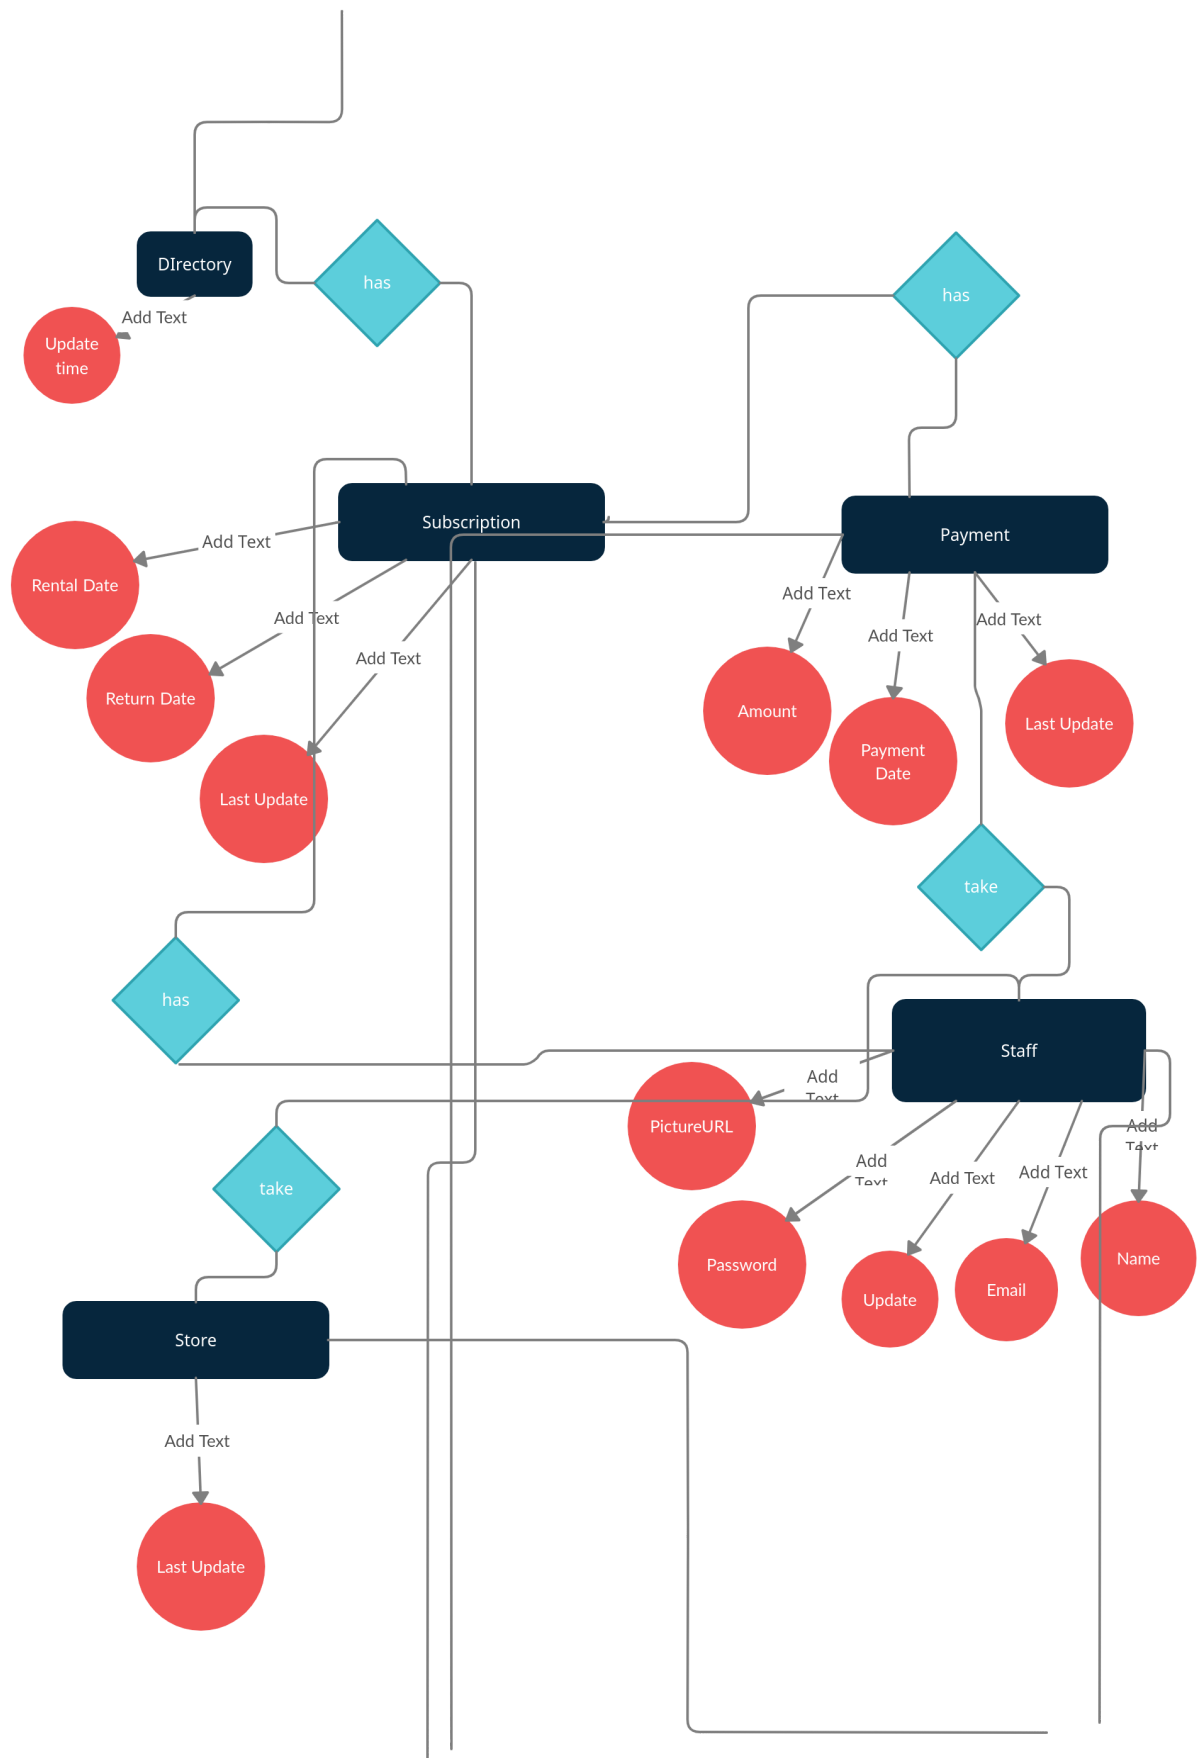 DIrectory
has
has
Add Text
Update
time
Subscription
Payment
Add Text
Rental Date
Add Text
Add Text
Add Text
Add Text
Add Text
Return Date
Last Update
Amount
Payment
Date
Last Update
take
has
Staff
Add
Text
PictureURL
Add
Text
Add
Text
Add Text
Add Text
take
Password
Update
Email
Name
Store
Add Text
Last Update